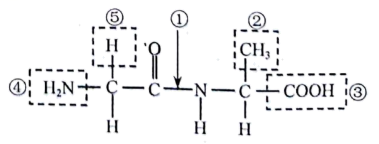 ⑤ ① ②
H O CH₃
④ H₂N C C N C COOH ③
H H H